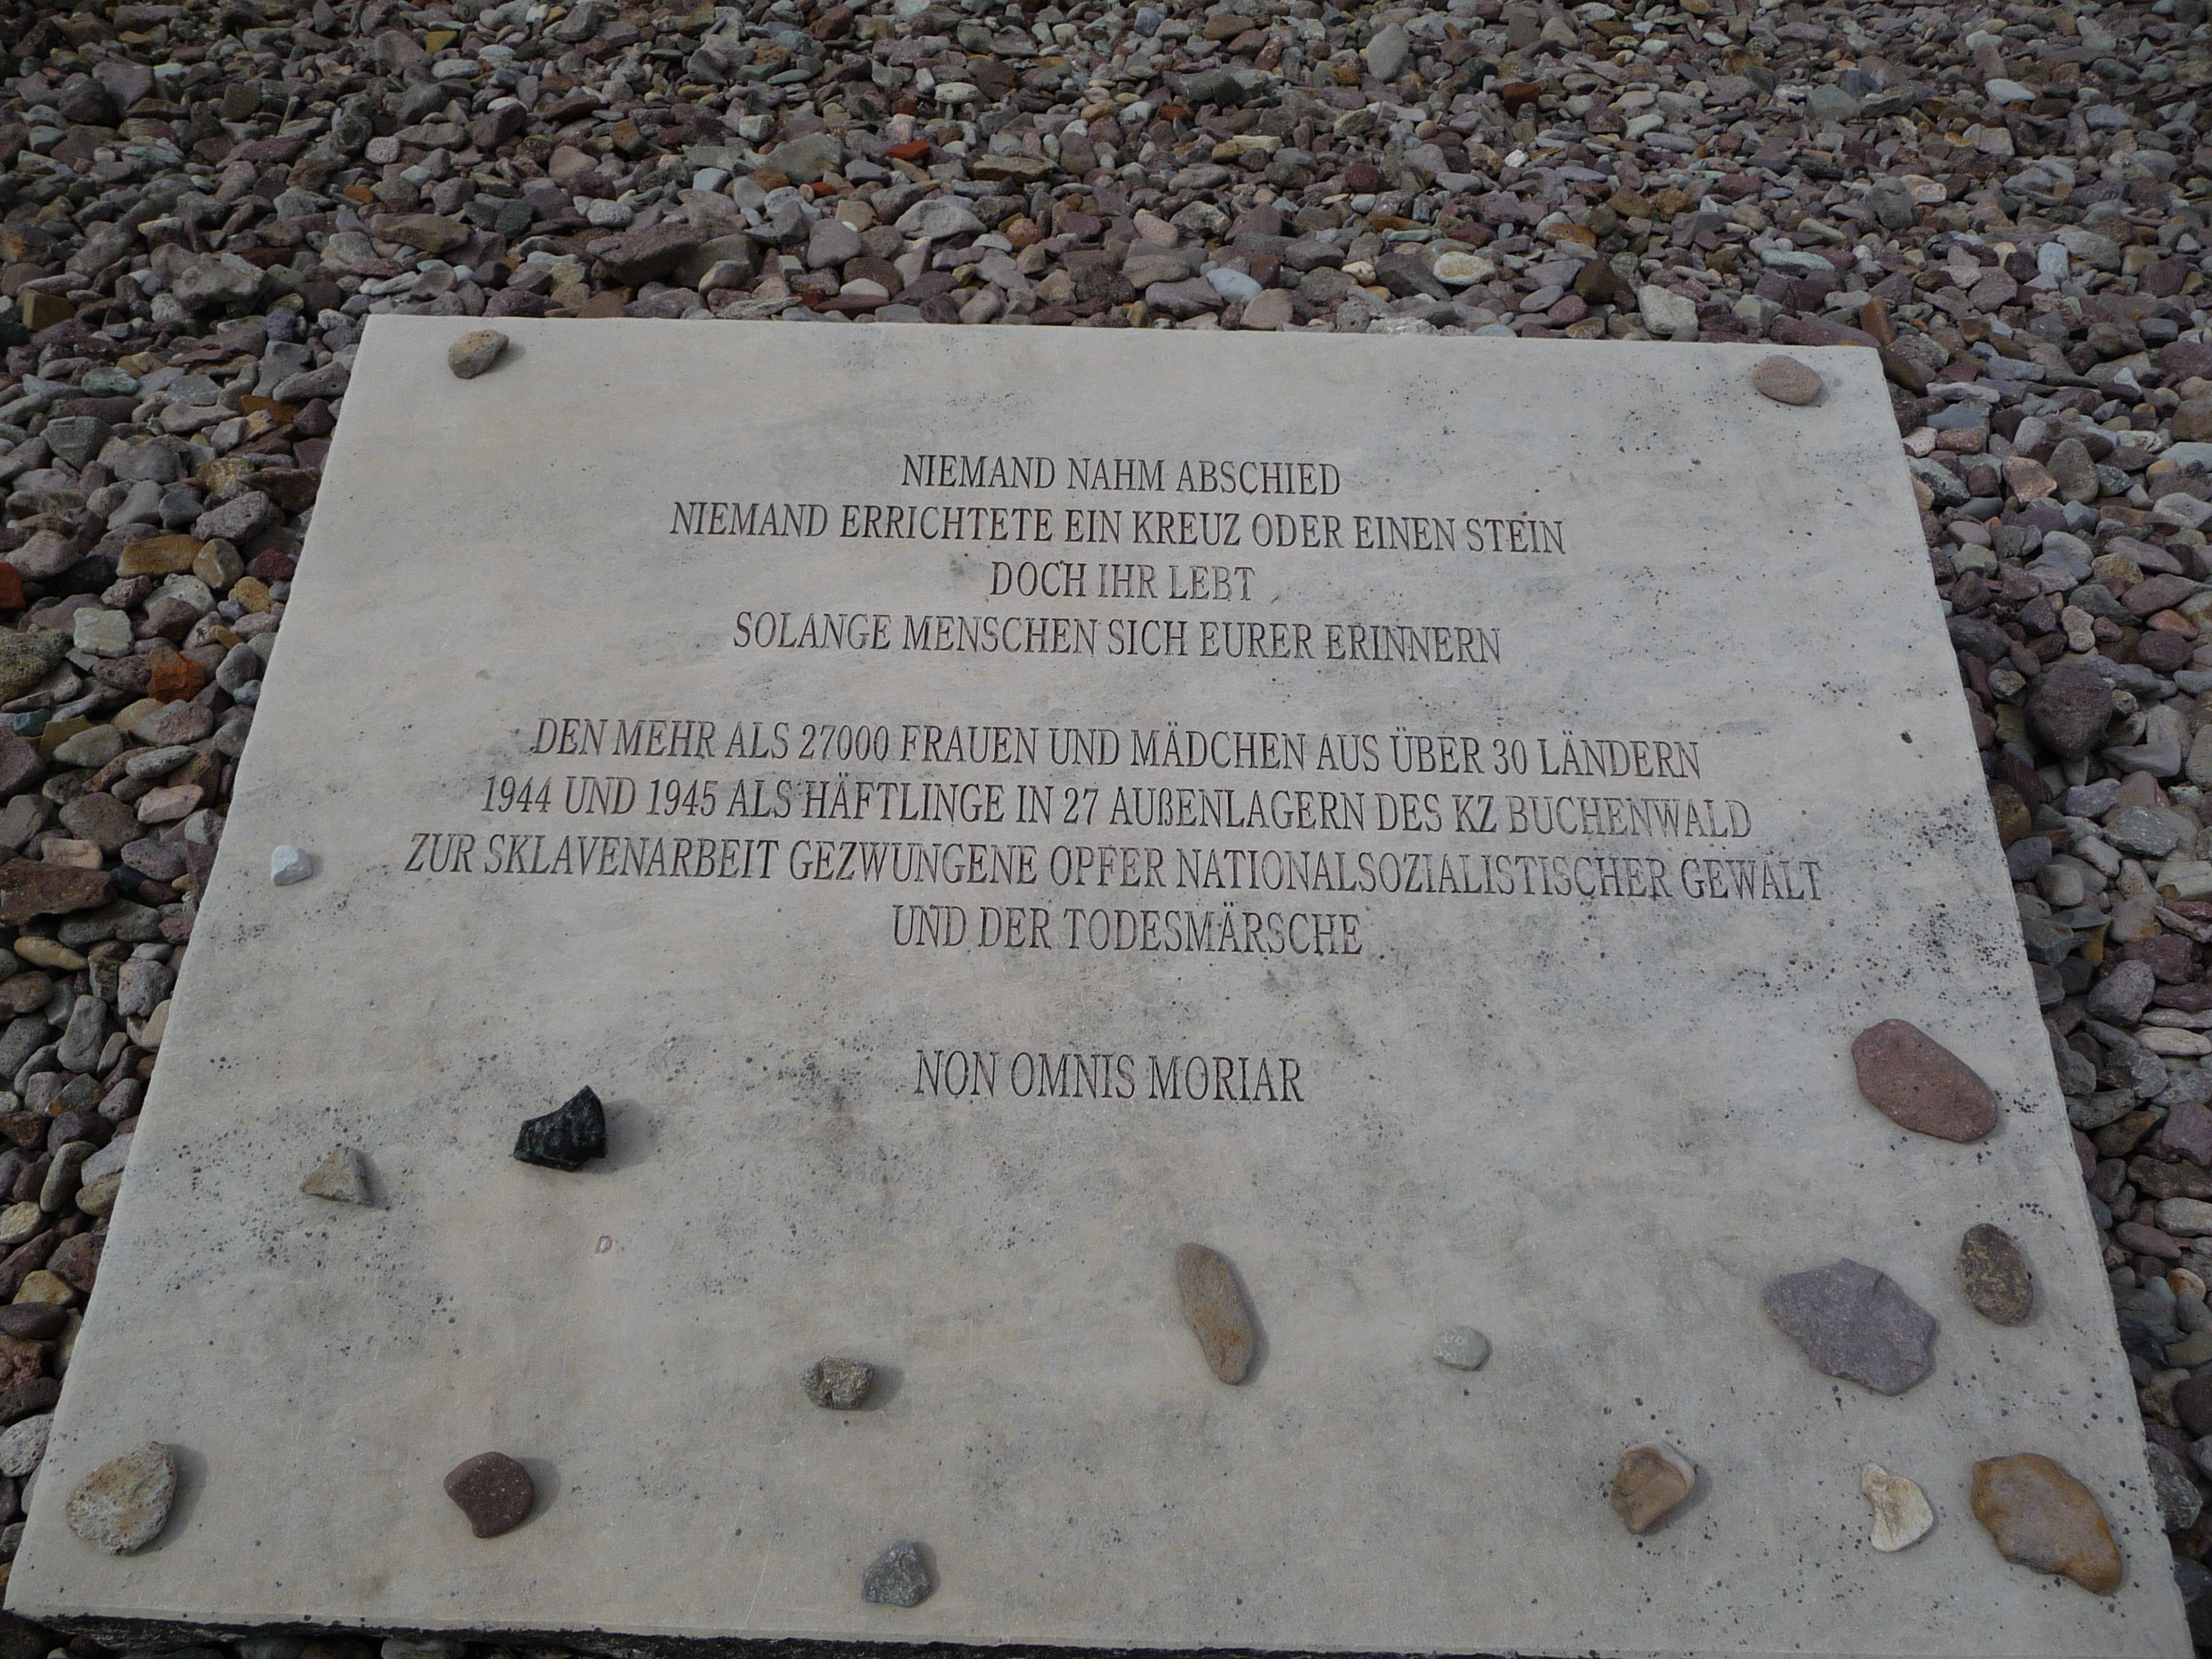 NIEMAND NAHM ABSCHIED
NIEMAND ERRICHTETE EIN KREUZ ODER EINEN STEIN
DOCH IHR LEBT
SOLANGE MENSCHEN SICH EURER ERINNERN
DEN MEHR ALS 27000 FRAUEN UND MÄDCHEN AUS ÜBER 30 LÄNDERN
1944 UND 1945 ALS HÄFTLINGE IN 27 AUßENLAGERN DES KZ BUCHENWALD
ZUR SKLAVENARBEIT GEZWUNGENE OPFER NATIONALSOZIALISTISCHER GEWALT
UND DER TODESMÄRSCHE
NON OMNIS MORIAR